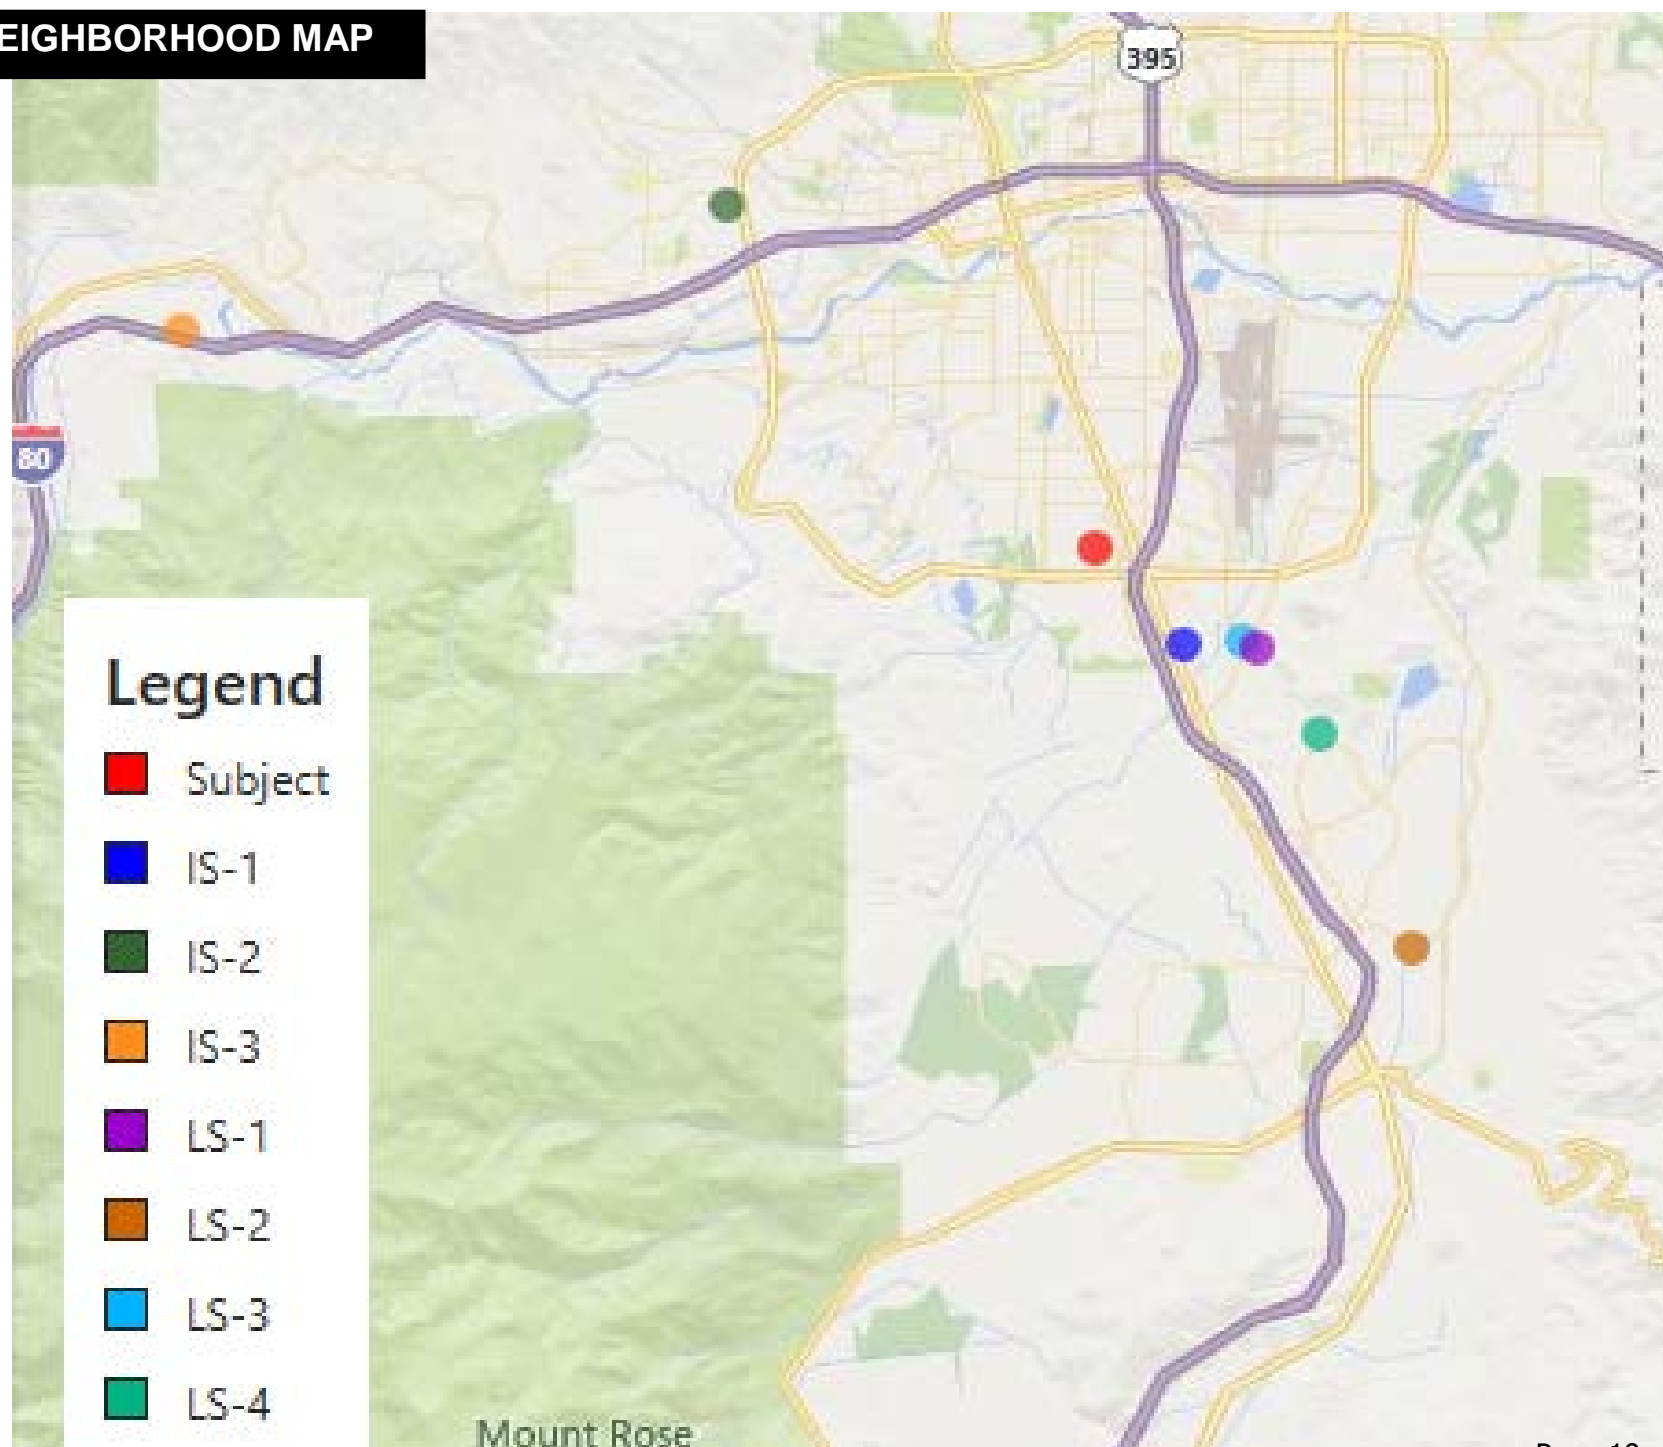 EIGHBORHOOD MAP
395
80
Legend
Subject
IS-1
IS-2
IS-3
LS-1
LS-2
LS-3
LS-4
Mount Rose